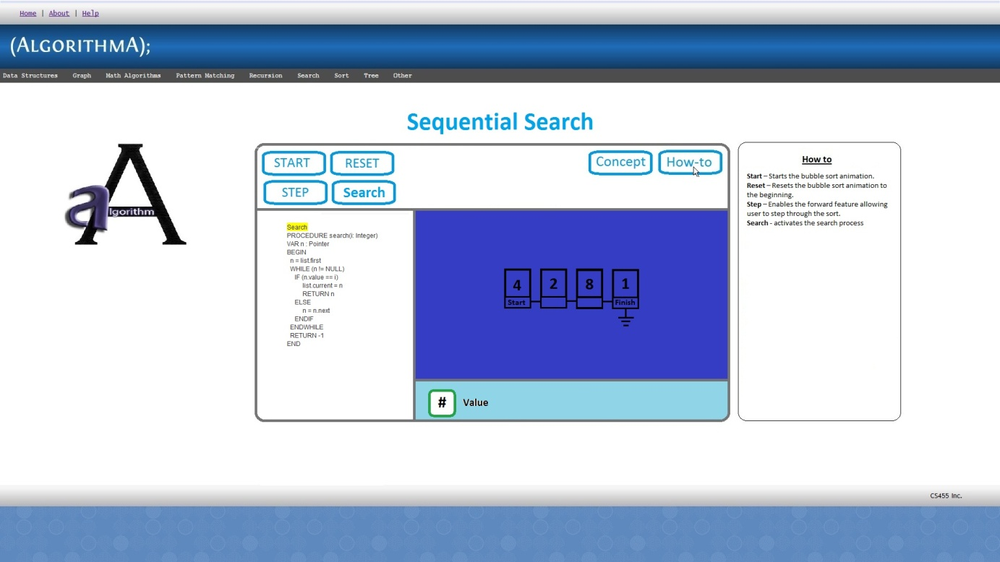 Home | About | Help
(ALGORITHMA);
Data Structures Graph Math Algorithms Pattern Matching Recursion Search Sort Tree Other
Sequential Search
a
A
lgorithm
START RESET
STEP Search
Concept How-to
Search
PROCEDURE search(i: Integer)
VAR n : Pointer
BEGIN
n = list.first
WHILE (n != NULL)
IF (n.value == i)
list.current = n
RETURN n
ELSE
n = n.next
ENDIF
ENDWHILE
RETURN -1
END
4 2 8 1
Start Finish
# Value
How to
Start – Starts the bubble sort animation.
Reset – Resets the bubble sort animation to
the beginning.
Step – Enables the forward feature allowing
user to step through the sort.
Search - activates the search process
CS455 Inc.